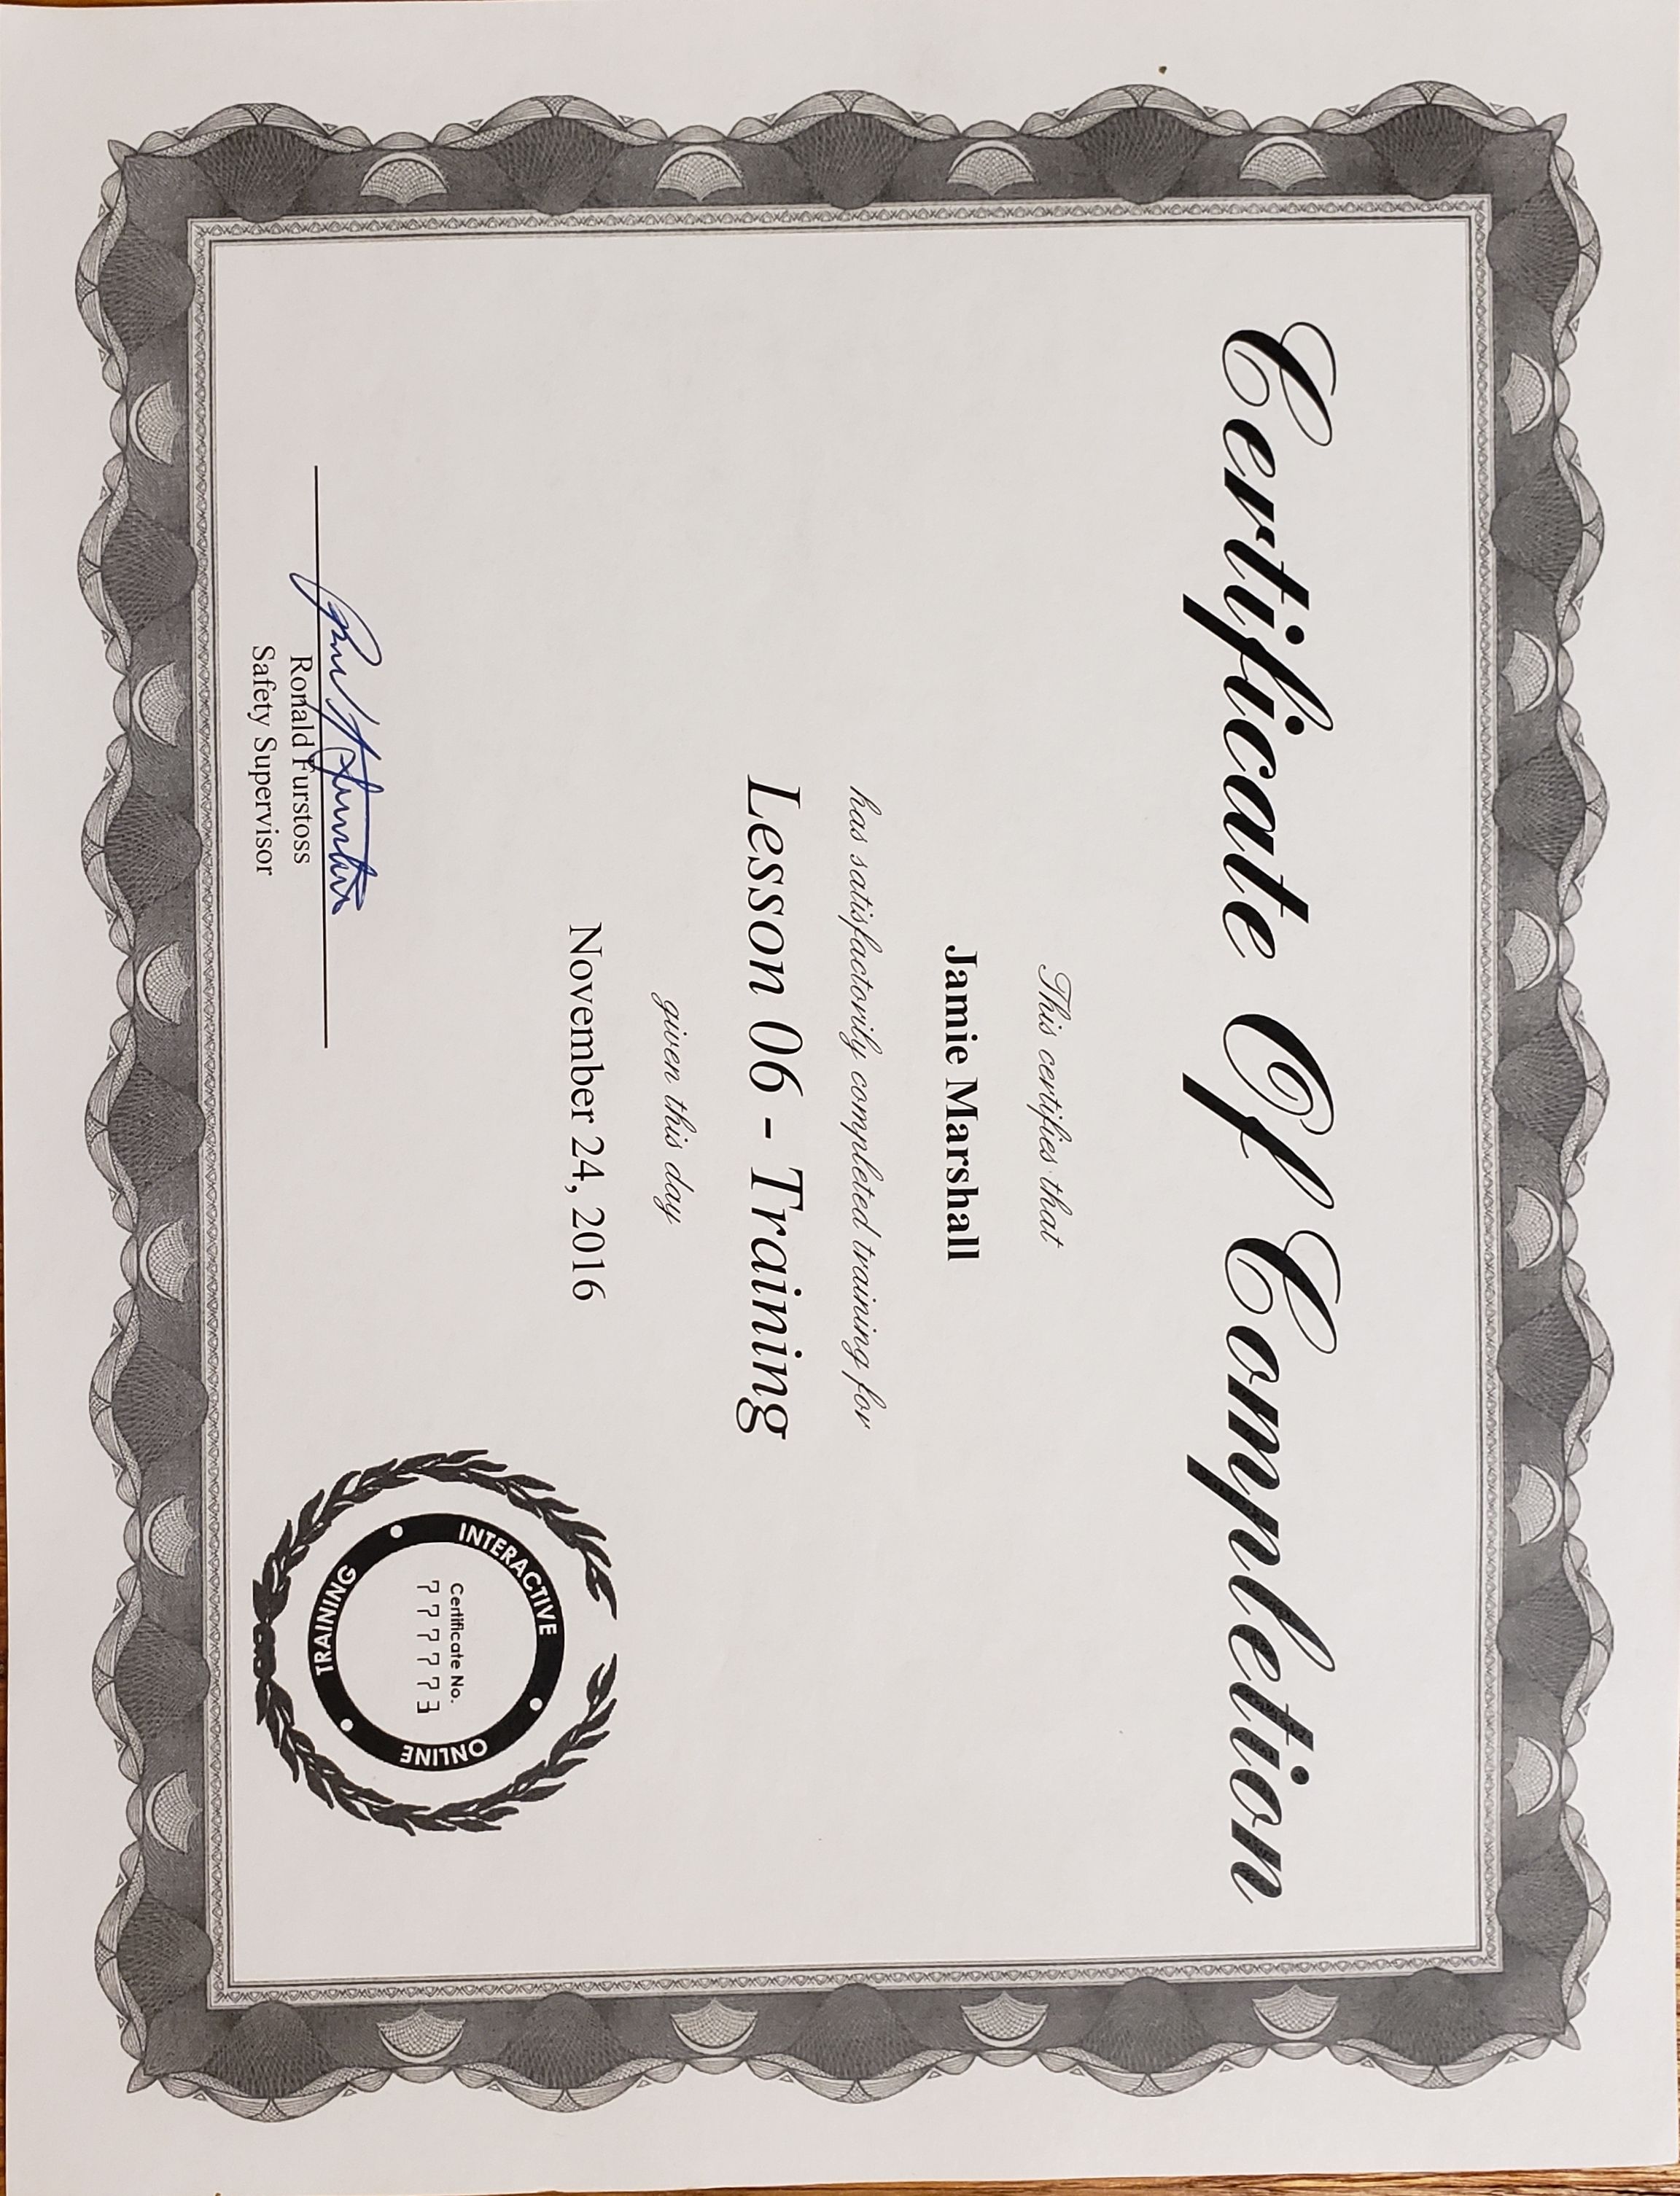 Certificate Of Completion
This certifies that
Jamie Marshall
has satisfactorily completed training for
Lesson 06 - Training
given this day
November 24, 2016
INTERACTIVE • ONLINE • TRAINING •
Certificate No.
777773
Ronald Furstoss
Safety Supervisor